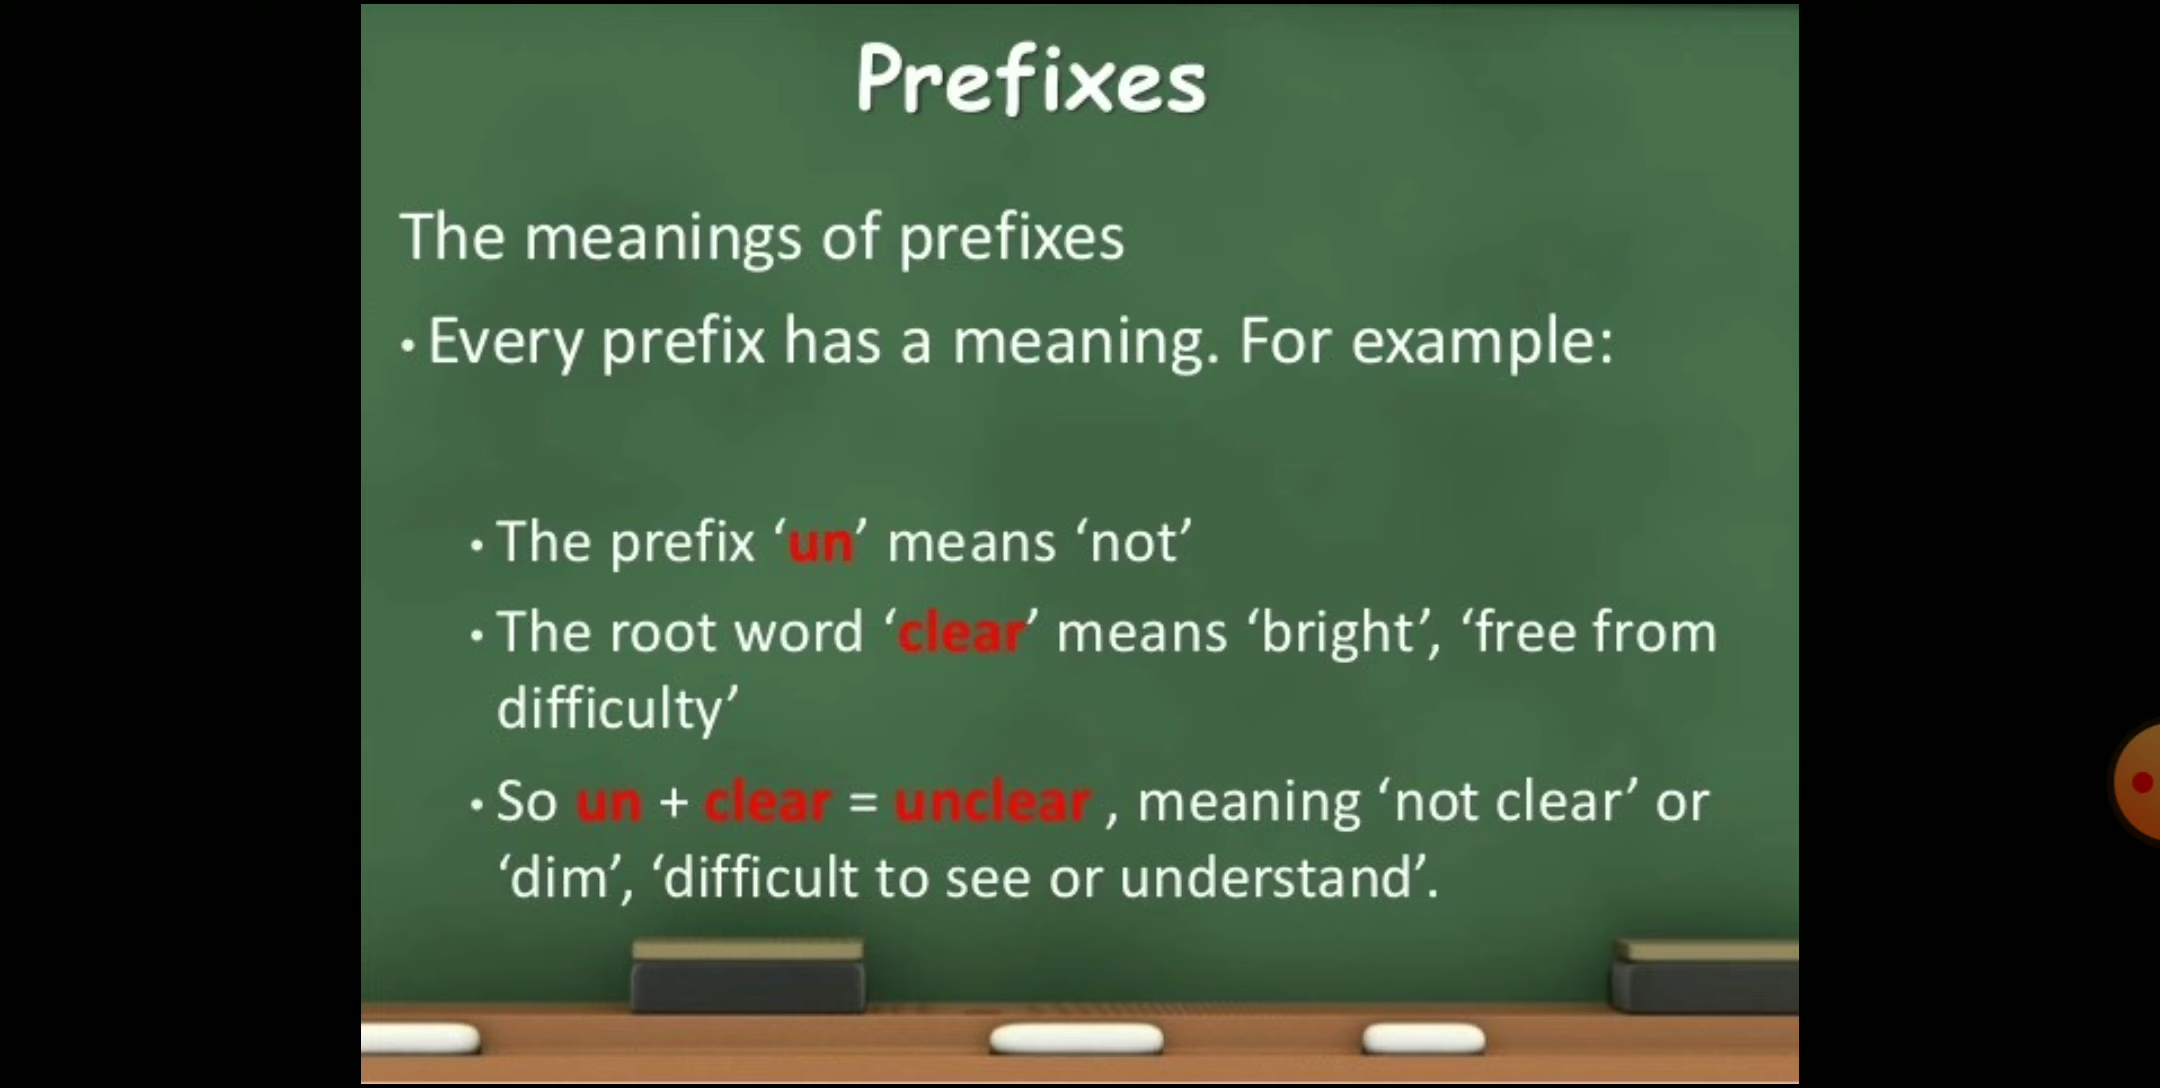 Prefixes
The meanings of prefixes
• Every prefix has a meaning. For example:
• The prefix ‘un’ means ‘not’
• The root word ‘clear’ means ‘bright’, ‘free from
difficulty’
• So un + clear = unclear , meaning ‘not clear’ or
‘dim’, ‘difficult to see or understand’.